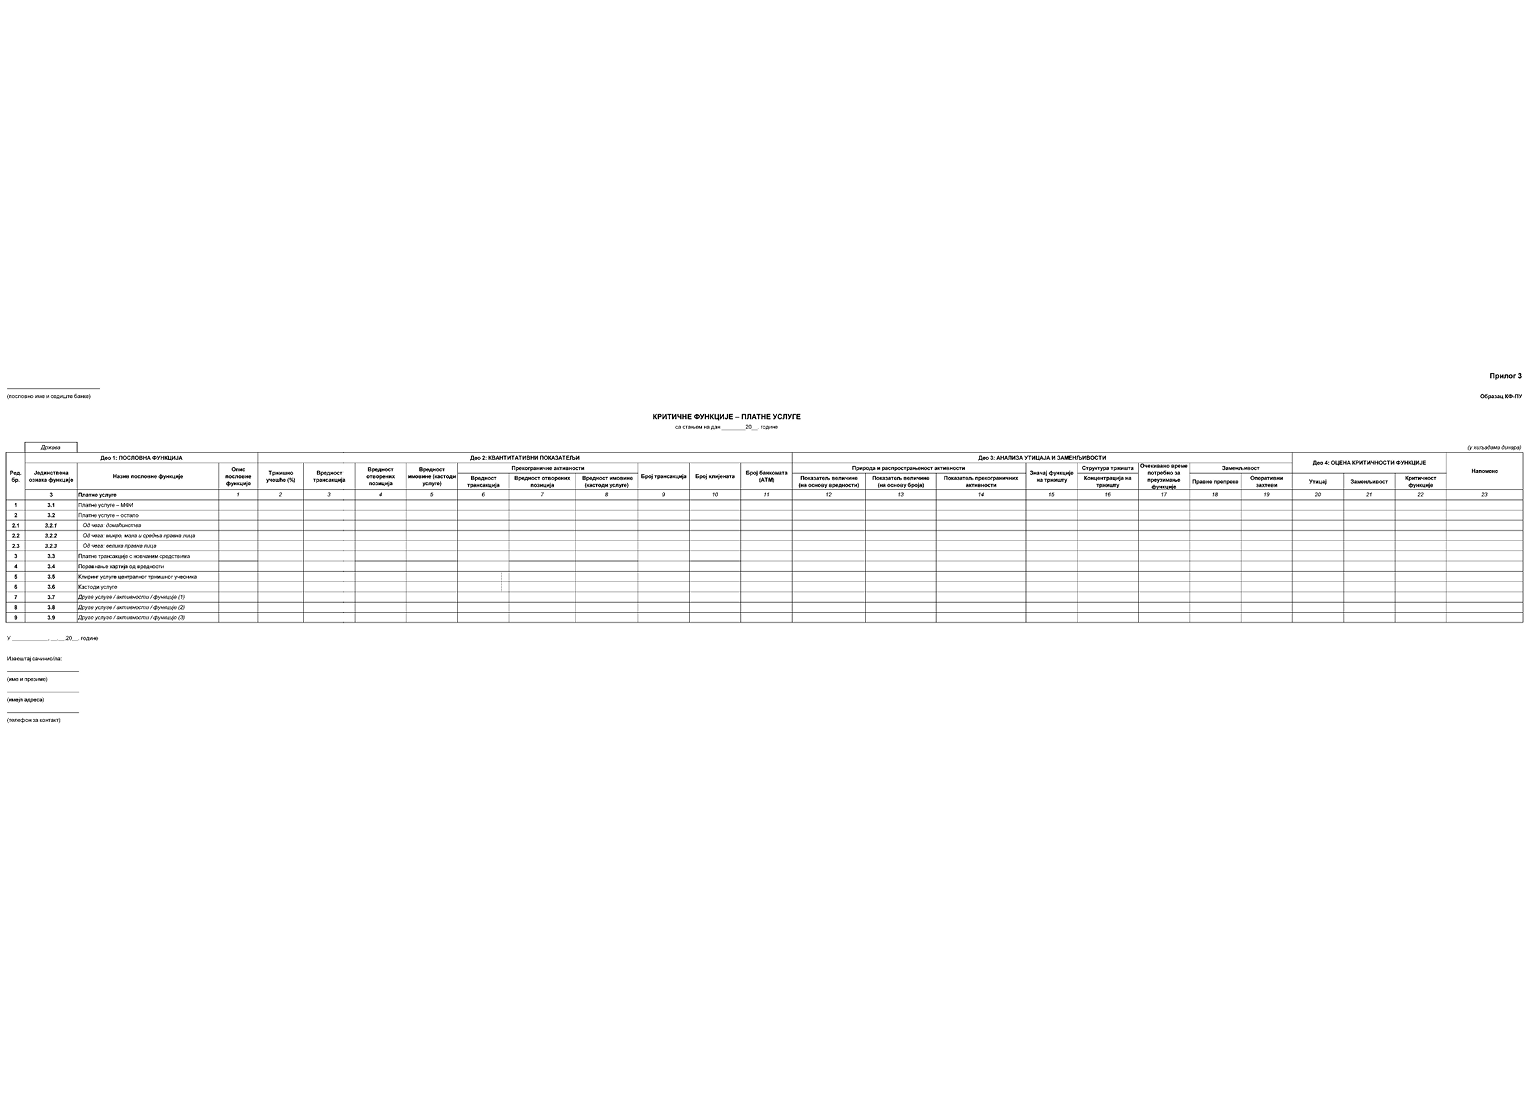 Прилог 3
(пословно име и седиште банке)
Образац КФ-ПУ
КРИТИЧНЕ ФУНКЦИЈЕ – ПЛАТНЕ УСЛУГЕ
са стањем на дан ________20__. године
Држава
(у хиљадама динара)
Ред. бр.
Део 1: ПОСЛОВНА ФУНКЦИЈА
Јединствена ознака функције
Назив пословне функције
Опис пословне функције
Део 2: КВАНТИТАТИВНИ ПОКАЗАТЕЉИ
Тржишно учешће (%)
Вредност трансакција
Вредност отворених позиција
Вредност имовине (кастоди услуге)
Прекограничне активности
Вредност трансакција
Вредност отворених позиција
Вредност имовине (кастоди услуге)
Број трансакција
Број клијената
Број банкомата (ATM)
Део 3: АНАЛИЗА УТИЦАЈА И ЗАМЕНЉИВОСТИ
Природа и распрострањеност активности
Показатељ величине (на основу вредности)
Показатељ величине (на основу броја)
Показатељ прекограничних активности
Значај функције на тржишту
Структура тржишта
Концентрација на тржишту
Очекивано време потребно за преузимање функције
Заменљивост
Правне препреке
Оперативни захтеви
Део 4: ОЦЕНА КРИТИЧНОСТИ ФУНКЦИЈЕ
Утицај
Заменљивост
Критичност функције
Напомене
3 Платне услуге 1 2 3 4 5 6 7 8 9 10 11 12 13 14 15 16 17 18 19 20 21 22 23
1 3.1 Платне услуге – МФИ
2 3.2 Платне услуге – остало
2.1 3.2.1 Од чега: домаћинства
2.2 3.2.2 Од чега: микро, мала и средња правна лица
2.3 3.2.3 Од чега: велика правна лица
3 3.3 Платне трансакције с новчаним средствима
4 3.4 Поравнање хартија од вредности
5 3.5 Клиринг услуге централног тржишног учесника
6 3.6 Кастоди услуге
7 3.7 Друге услуге / активности / функције (1)
8 3.8 Друге услуге / активности / функције (2)
9 3.9 Друге услуге / активности / функције (3)
У ____________, __.__.20__. године
Извештај сачинио/ла:
(име и презиме)
(имејл адреса)
(телефон за контакт)